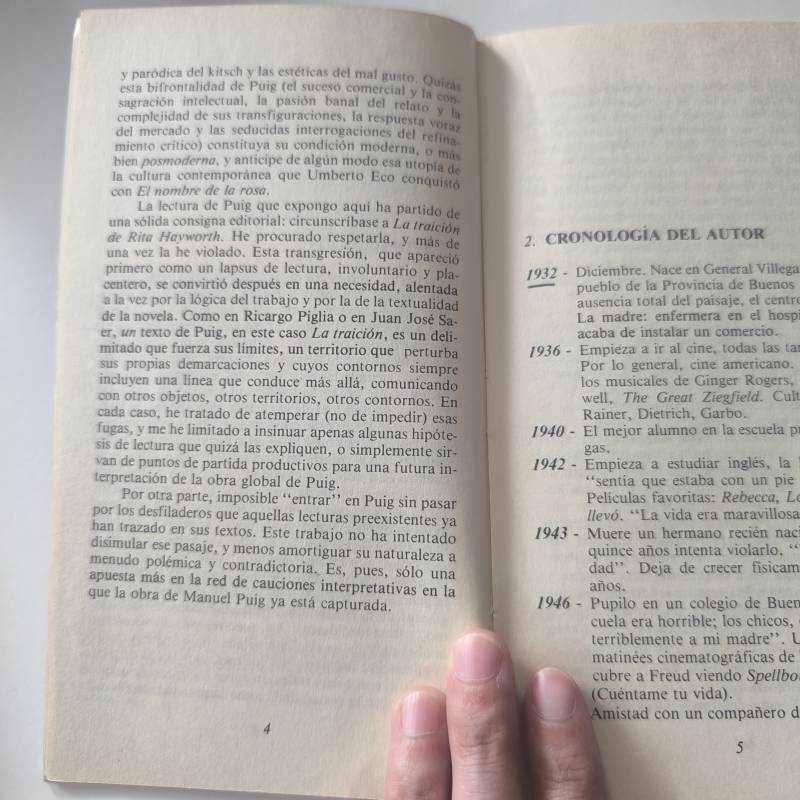 y paródica del kitsch y las estéticas del mal gusto. Quizás
esta bifrontalidad de Puig (el suceso comercial y la con-
sagración intelectual, la pasión banal del relato y la
complejidad de sus transfiguraciones, la respuesta voraz
del mercado y las seducidas interrogaciones del refina-
miento crítico) constituya su condición moderna, o más
bien posmoderna, y anticipe de algún modo esa utopía de
la cultura contemporánea que Umberto Eco conquistó
con El nombre de la rosa.
La lectura de Puig que expongo aquí ha partido de
una sólida consigna editorial: circunscríbase a La traición
de Rita Hayworth. He procurado respetarla, y más de
una vez la he violado. Esta transgresión, que apareció
primero como un lapsus de lectura, involuntario y pla-
centero, se convirtió después en una necesidad, alentada
a la vez por la lógica del trabajo y por la de la textualidad
de la novela. Como en Ricargo Piglia o en Juan José Sa-
er, un texto de Puig, en este caso La traición, es un deli-
mitado que fuerza sus límites, un territorio que perturba
sus propias demarcaciones y cuyos contornos siempre
incluyen una línea que conduce más allá, comunicando
con otros objetos, otros territorios, otros contornos. En
cada caso, he tratado de atemperar (no de impedir) esas
fugas, y me he limitado a insinuar apenas algunas hipóte-
sis de lectura que quizá las expliquen, o simplemente sir-
van de puntos de partida productivos para una futura in-
terpretación de la obra global de Puig.
Por otra parte, imposible “entrar” en Puig sin pasar
por los desfiladeros que aquellas lecturas preexistentes ya
han trazado en sus textos. Este trabajo no ha intentado
disimular ese pasaje, y menos amortiguar su naturaleza a
menudo polémica y contradictoria. Es, pues, sólo una
apuesta más en la red de cauciones interpretativas en la
que la obra de Manuel Puig ya está capturada.
4
2. CRONOLOGÍA DEL AUTOR
1932 - Diciembre. Nace en General Villega
pueblo de la Provincia de Buenos
ausencia total del paisaje, el centro
La madre: enfermera en el hospi
acaba de instalar un comercio.
1936 - Empieza a ir al cine, todas las tar
Por lo general, cine americano.
los musicales de Ginger Rogers,
well, The Great Ziegfield. Cult
Rainer, Dietrich, Garbo.
1940 - El mejor alumno en la escuela p
gas.
1942 - Empieza a estudiar inglés, la
“sentía que estaba con un pie
Películas favoritas: Rebecca, Lo
llevó. “La vida era maravillosa
1943 - Muere un hermano recién naci
quince años intenta violarlo. “
dad”. Deja de crecer físicam
años.
1946 - Pupilo en un colegio de Buen
cuela era horrible; los chicos,
terriblemente a mi madre”. U
matinées cinematográficas de
cubre a Freud viendo Spellbo
(Cuéntame tu vida).
Amistad con un compañero d
5